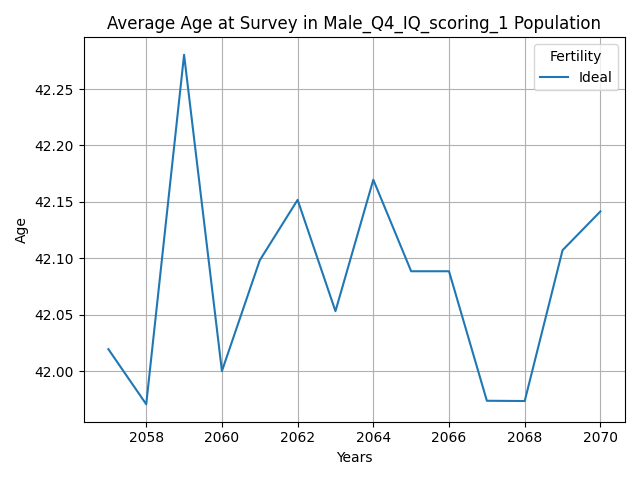 Average Age at Survey in Male_Q4_IQ_scoring_1 Population
Fertility
Ideal
42.25
42.20
42.15
42.10
42.05
42.00
Age
2058 2060 2062 2064 2066 2068 2070
Years